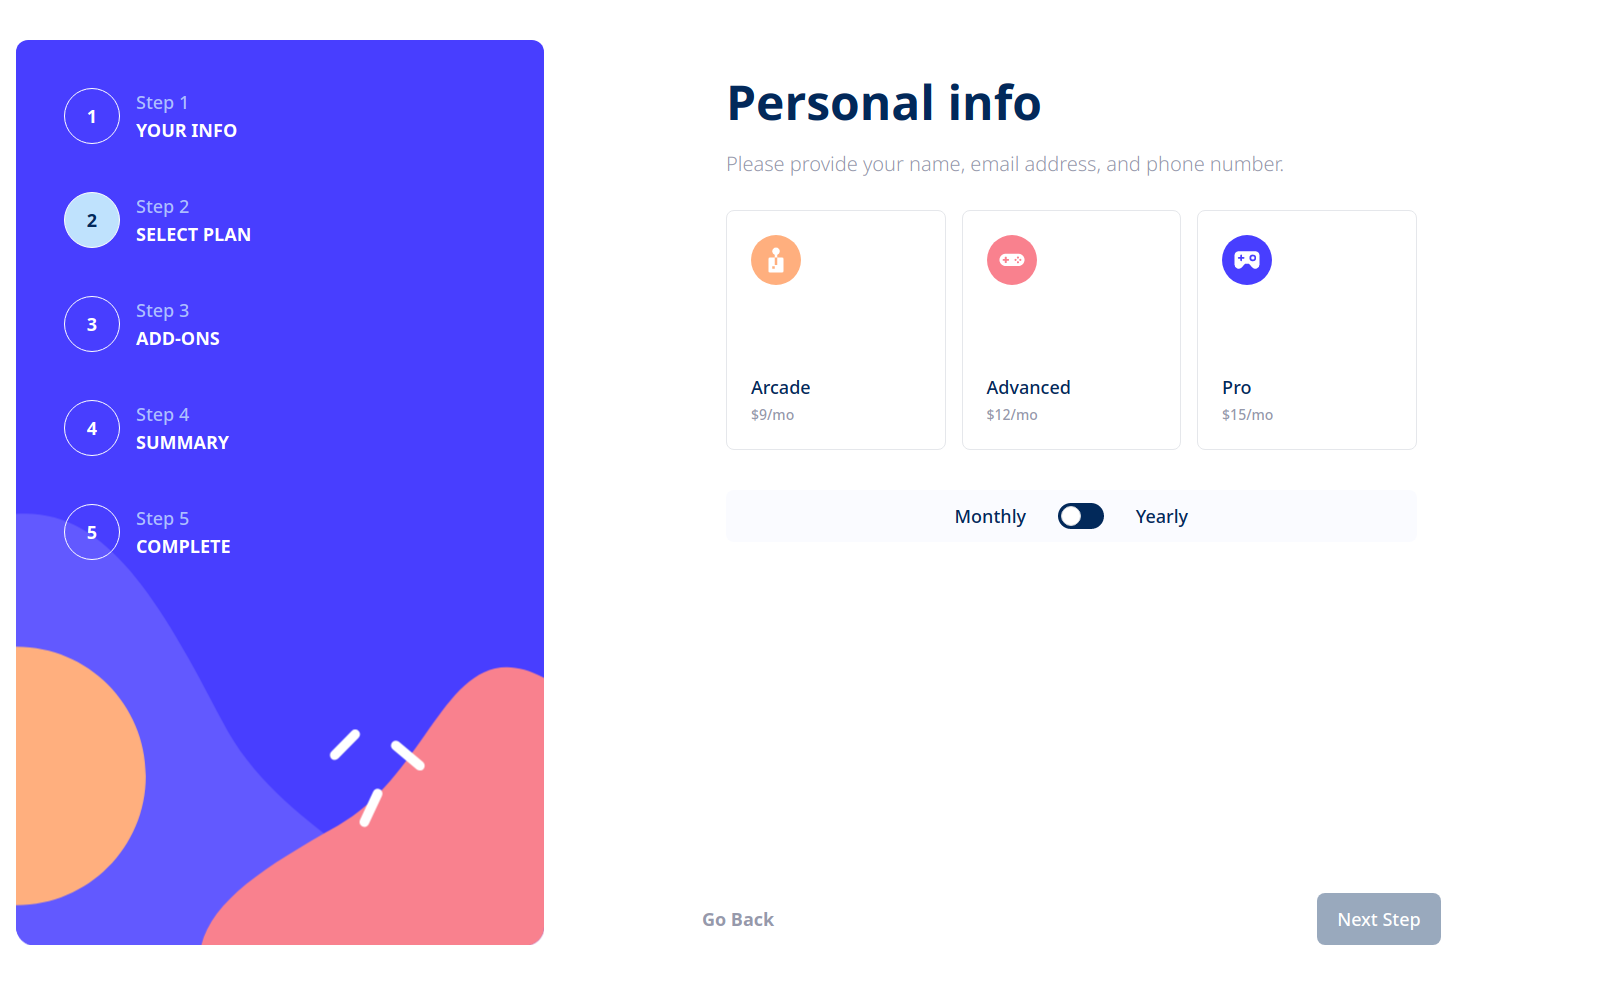 1
Step 1
YOUR INFO
2
Step 2
SELECT PLAN
3
Step 3
ADD-ONS
4
Step 4
SUMMARY
5
Step 5
COMPLETE
Personal info
Please provide your name, email address, and phone number.
Arcade
$9/mo
Advanced
$12/mo
Pro
$15/mo
Monthly
Yearly
Go Back
Next Step